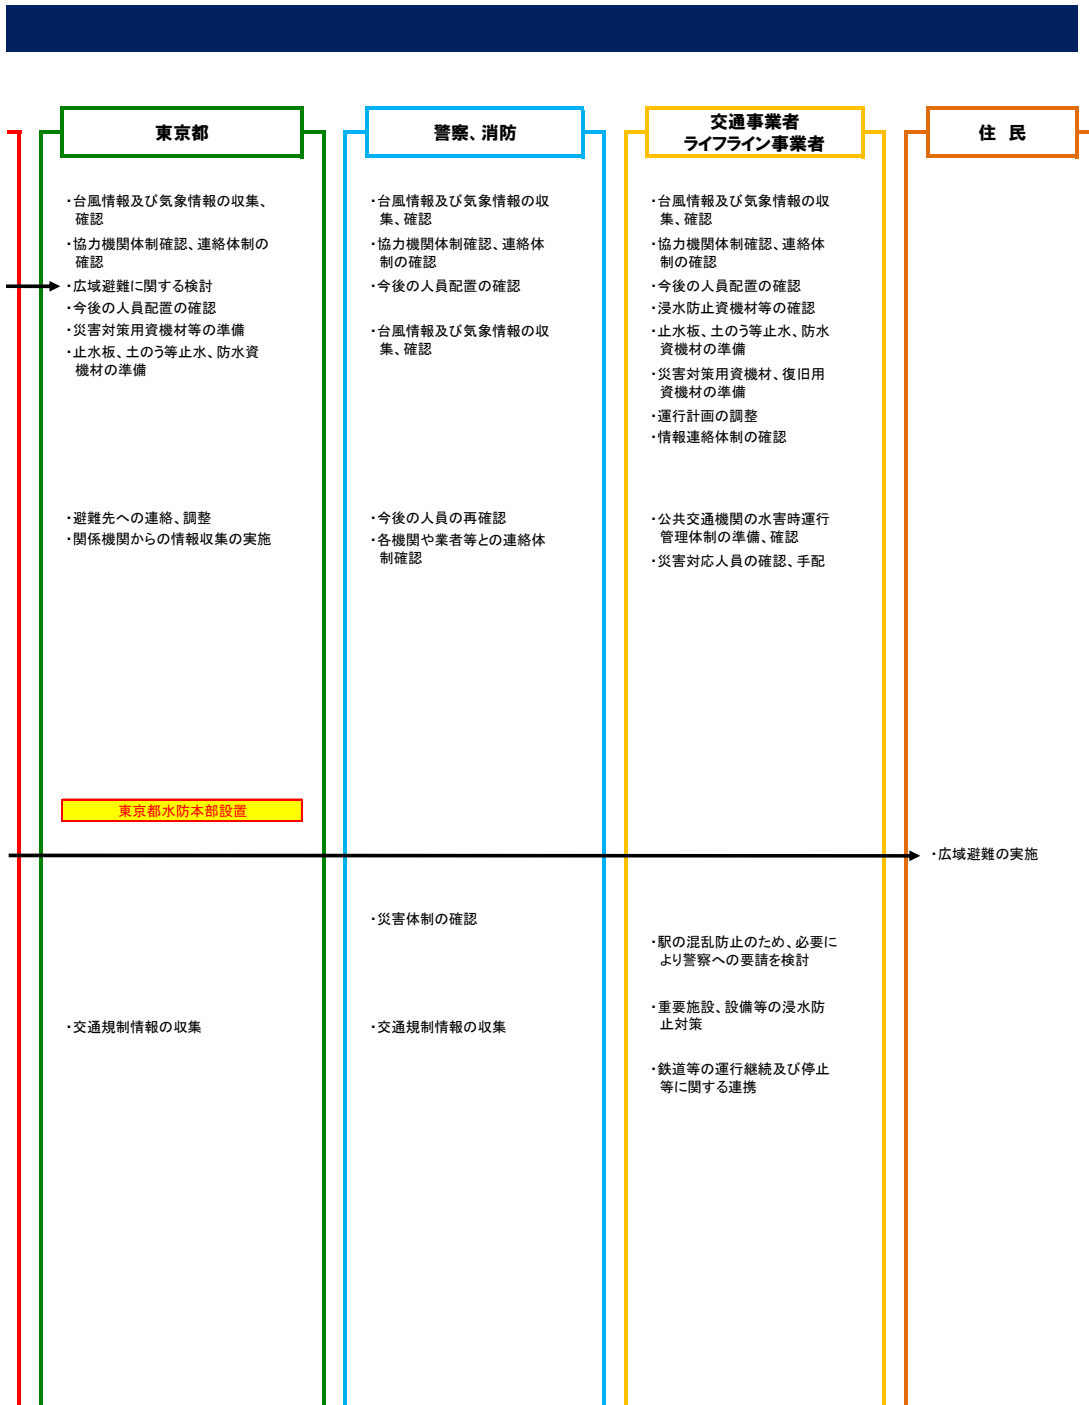 東京都
・台風情報及び気象情報の収集、
確認
・協力機関体制確認、連絡体制の
確認
・広域避難に関する検討
・今後の人員配置の確認
・災害対策用資機材等の準備
・止水板、土のう等止水、防水資
機材の準備
・避難先への連絡、調整
・関係機関からの情報収集の実施
東京都水防本部設置
・交通規制情報の収集
警察、消防
・台風情報及び気象情報の収
集、確認
・協力機関体制確認、連絡体
制の確認
・今後の人員配置の確認
・台風情報及び気象情報の収
集、確認
・今後の人員の再確認
・各機関や業者等との連絡体
制確認
・災害体制の確認
・交通規制情報の収集
交通事業者
ライフライン事業者
・台風情報及び気象情報の収
集、確認
・協力機関体制確認、連絡体
制の確認
・今後の人員配置の確認
・浸水防止資機材等の確認
・止水板、土のう等止水、防水
資機材の準備
・災害対策用資機材、復旧用
資機材の準備
・運行計画の調整
・情報連絡体制の確認
・公共交通機関の水害時運行
管理体制の準備、確認
・災害対応人員の確認、手配
・駅の混乱防止のため、必要に
より警察への要請を検討
・重要施設、設備等の浸水防
止対策
・鉄道等の運行継続及び停止
等に関する連携
住　民
・広域避難の実施